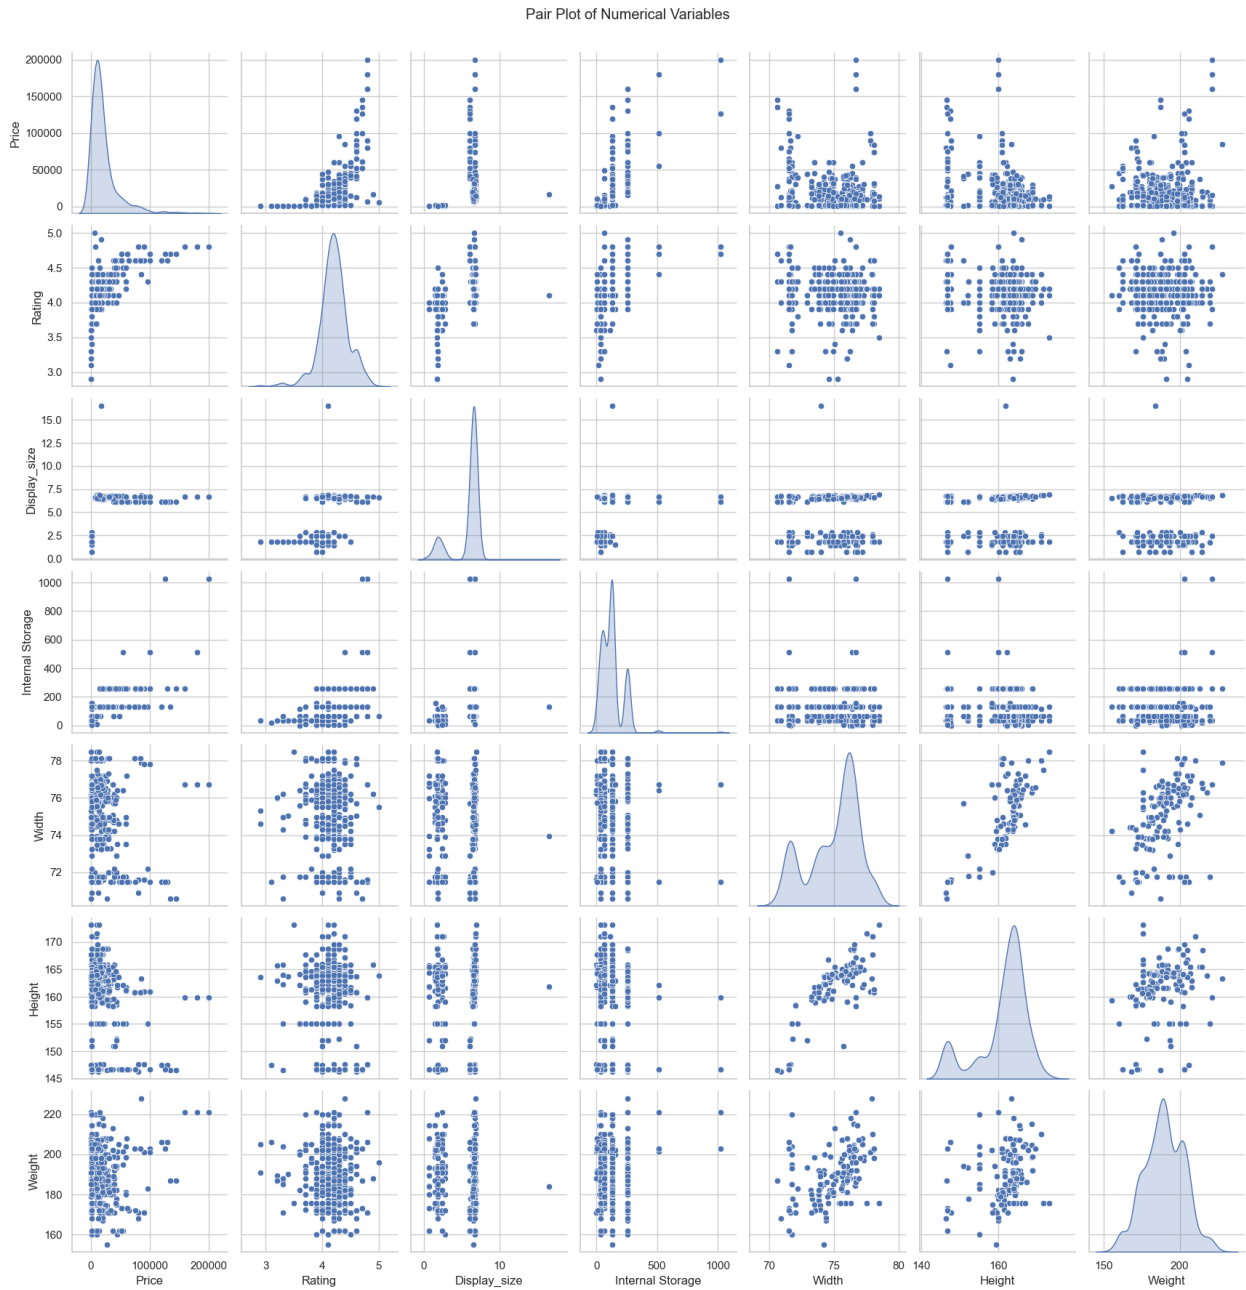 Pair Plot of Numerical Variables
200000
150000
100000
50000
0
Price
5.0
4.5
4.0
3.5
3.0
Rating
15.0
12.5
10.0
7.5
5.0
2.5
0.0
Display_size
1000
800
600
400
200
0
Internal Storage
78
76
74
72
Width
170
165
160
155
150
145
Height
220
200
180
160
Weight
0 100000 200000
Price
3 4 5
Rating
0 10
Display_size
0 500 1000
Internal Storage
70 80
Width
140 160
Height
150 200
Weight